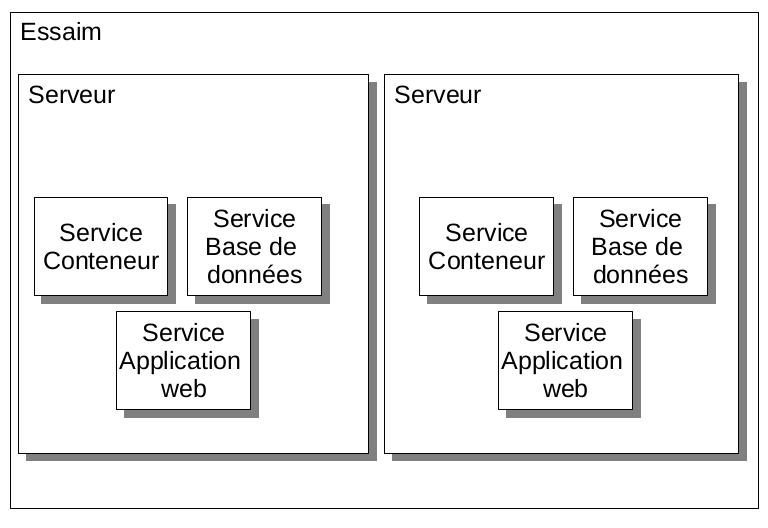 Essaim
Serveur
Service
Conteneur
Service
Base de
données
Service
Application
web
Serveur
Service
Conteneur
Service
Base de
données
Service
Application
web